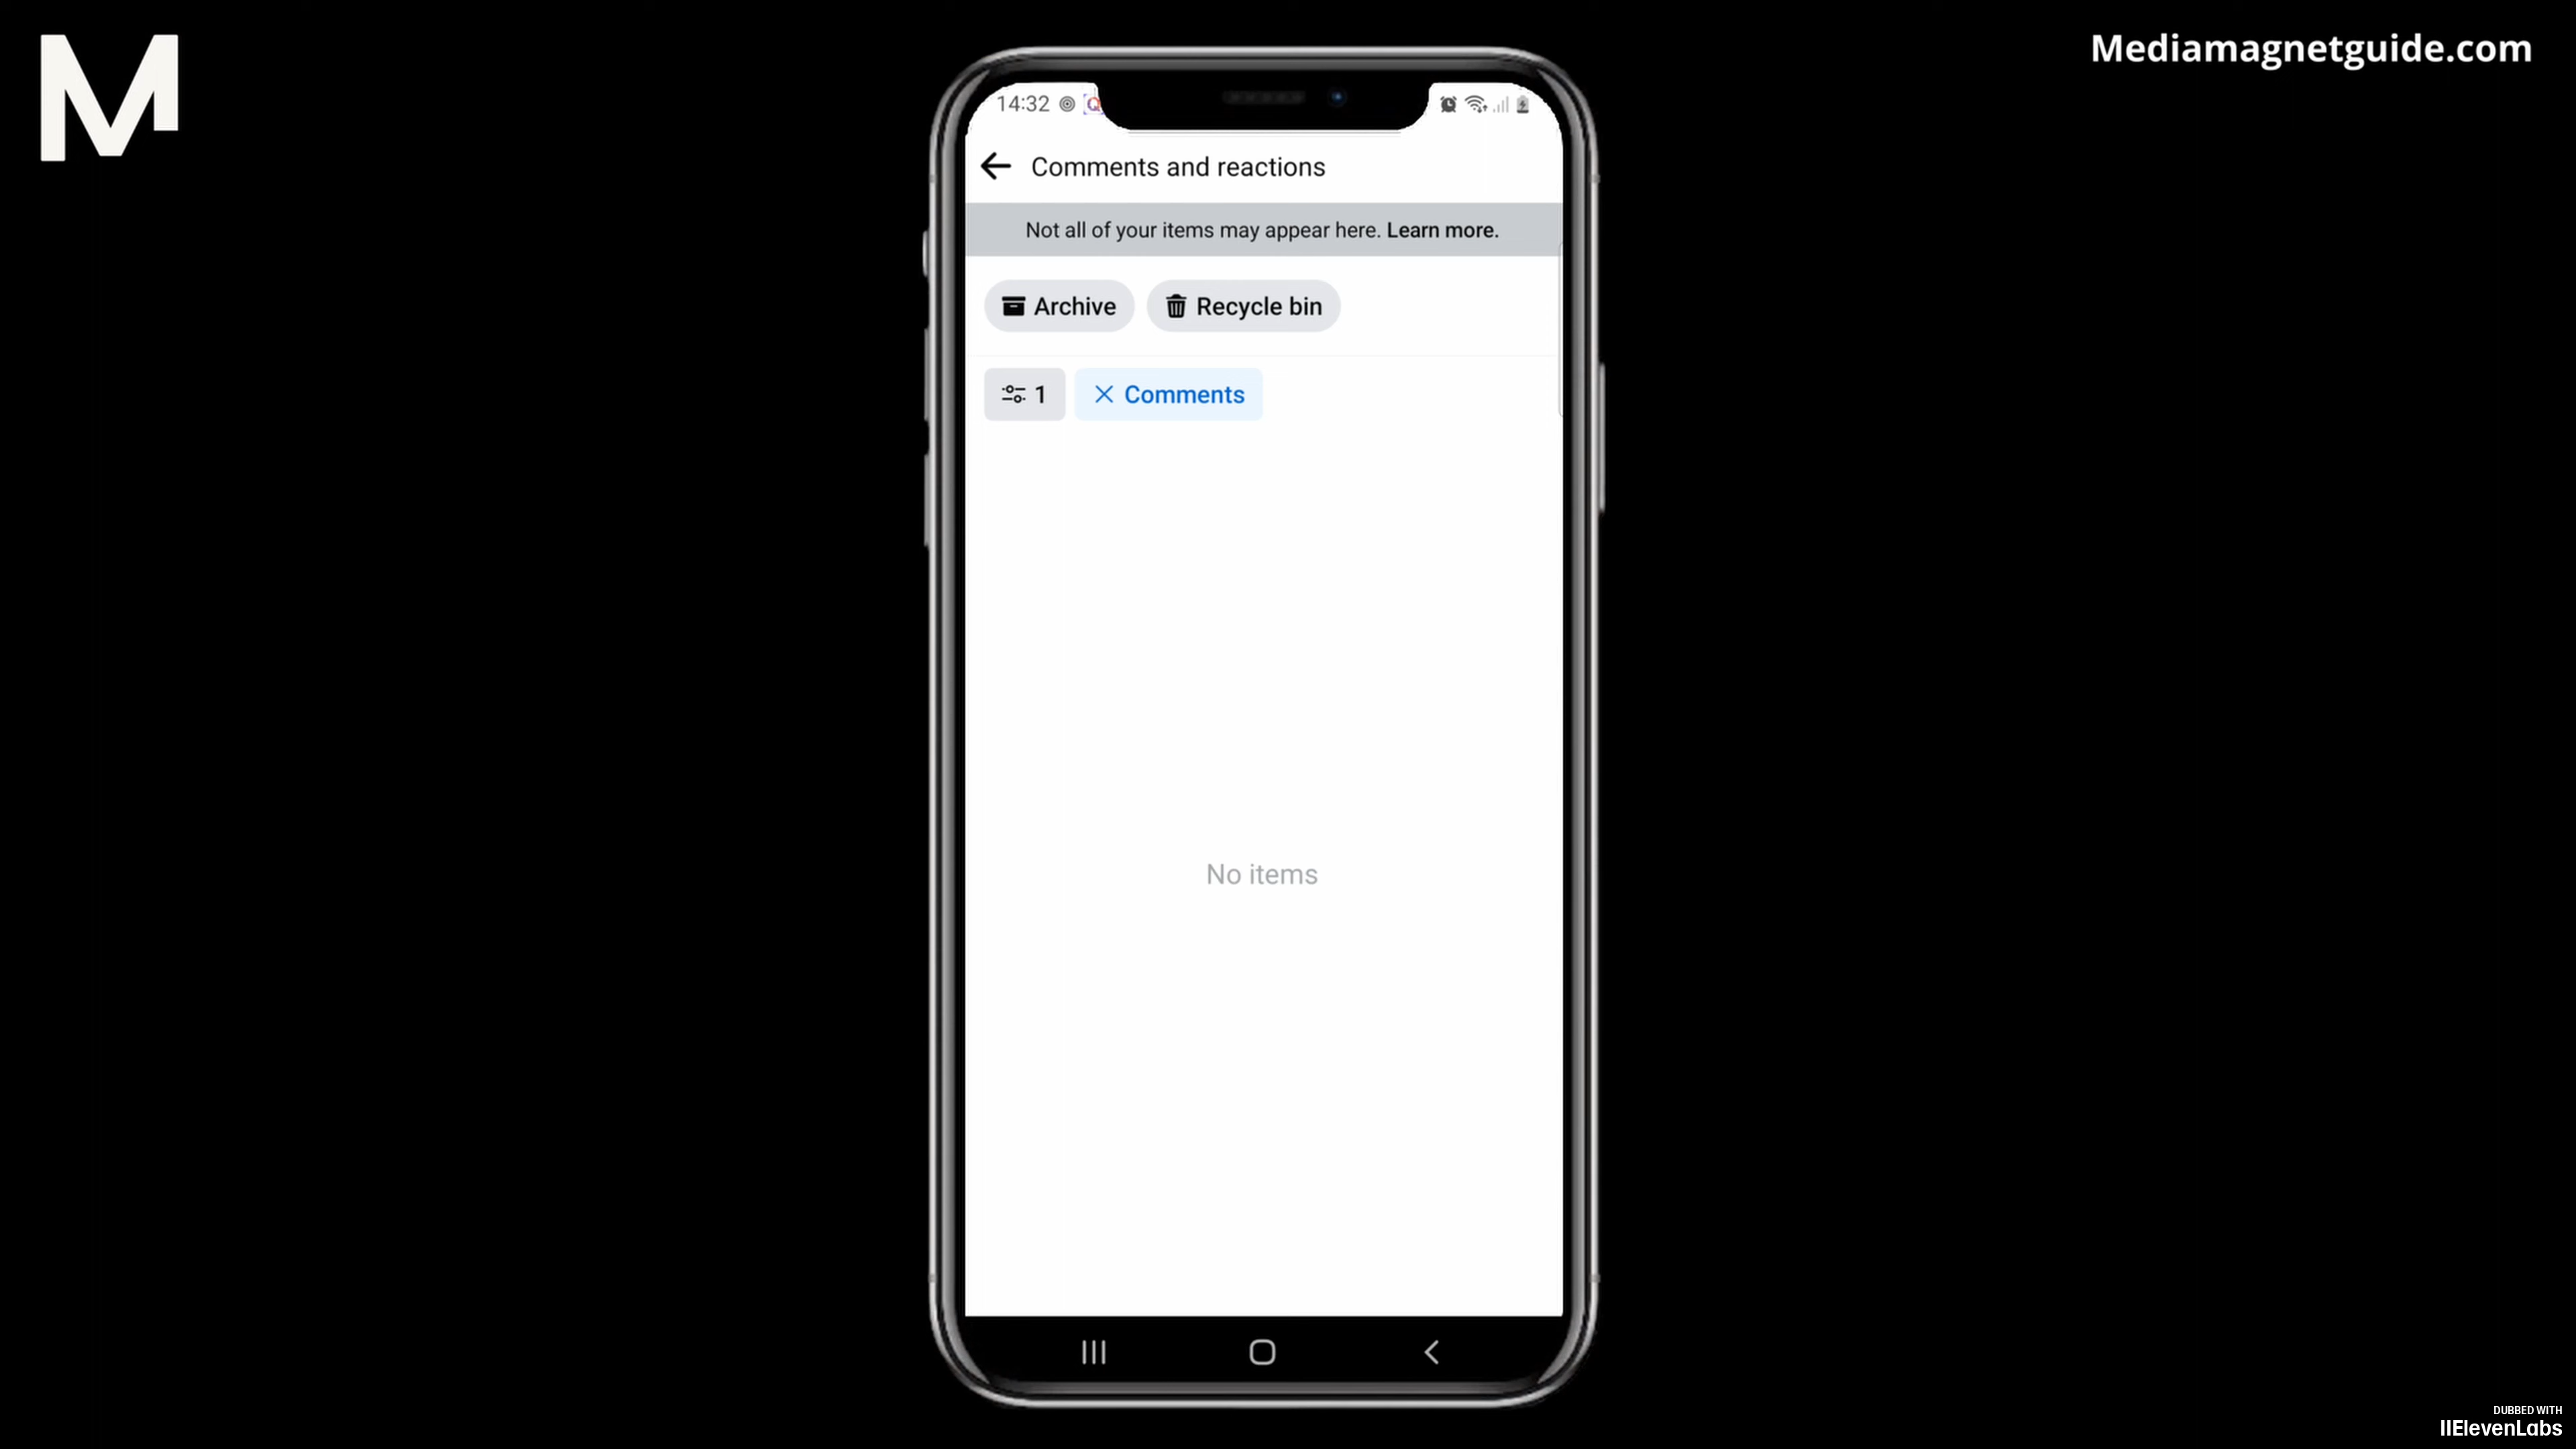 M
Mediamagnetguide.com
14:32
Comments and reactions
Not all of your items may appear here. Learn more.
Archive
Recycle bin
1
Comments
No items
DUBBED WITH
IIElevenLabs